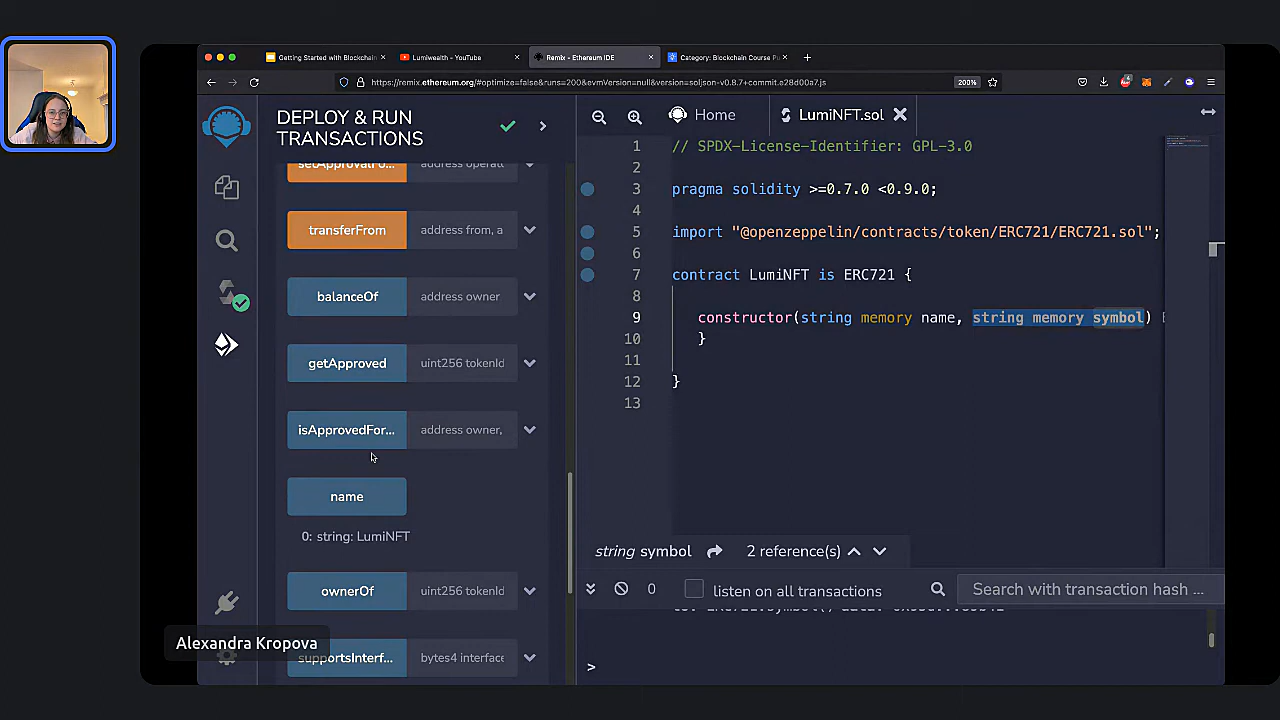 Getting Started with Blockchain
Lumiwealth - YouTube
Remix - Ethereum IDE
Category: Blockchain Course Pu
https://remix.ethereum.org/#optimize=false&runs=200&evmVersion=null&version=soljson-v0.8.7+commit.e28d00a7.js
200%
DEPLOY & RUN
TRANSACTIONS
Home
LumiNFT.sol
address operat
transferFrom
address from, a
balanceOf
address owner
getApproved
uint256 tokenId
isApprovedFor...
address owner,
name
0: string: LumiNFT
ownerOf
uint256 tokenId
supportsInterf...
bytes4 interface
1 // SPDX-License-Identifier: GPL-3.0
2
3 pragma solidity >=0.7.0 <0.9.0;
4
5 import "@openzeppelin/contracts/token/ERC721/ERC721.sol";
6
7 contract LumiNFT is ERC721 {
8
9 constructor(string memory name, string memory symbol)
10 }
11
12 }
13
string symbol
2 reference(s)
0
listen on all transactions
Search with transaction hash ...
>
Alexandra Kropova